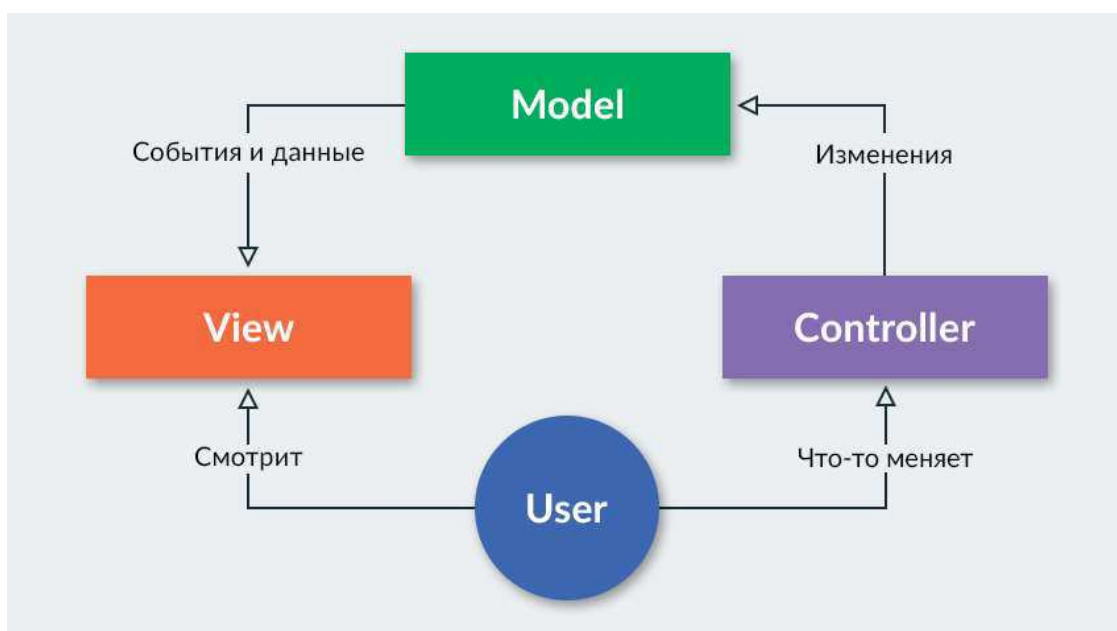 Model
События и данные
Изменения
View
Controller
Смотрит
Что-то меняет
User